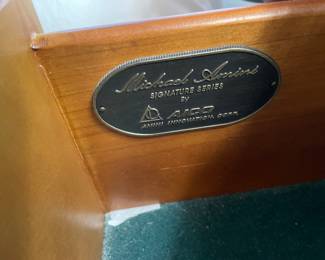 Michael Amini
SIGNATURE SERIES
BY
AICO
AMINI INNOVATION CORP.